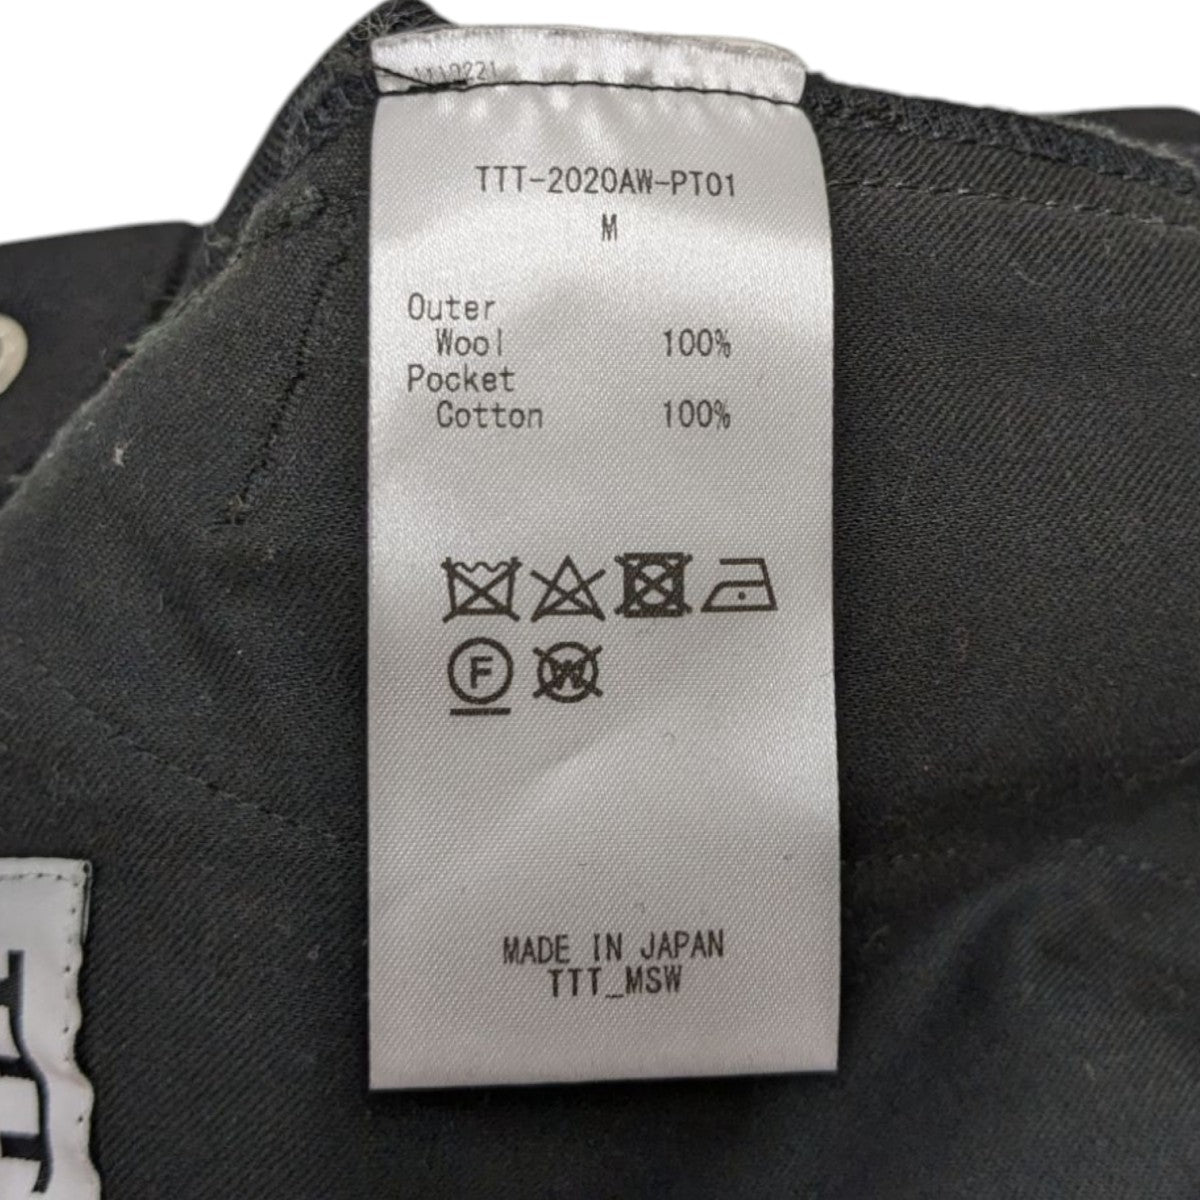 TTT-2020AW-PT01
M
Outer
Wool 100%
Pocket
Cotton 100%
F
W
MADE IN JAPAN
TTT_MSW